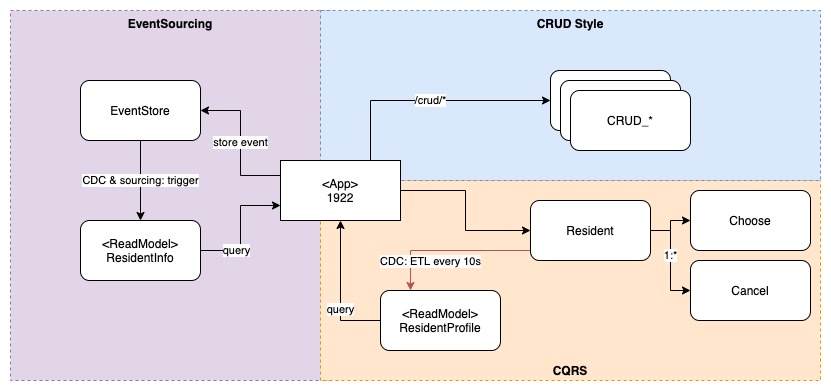 EventSourcing
CRUD Style
EventStore
/crud/*
CRUD_*
store event
CDC & sourcing: trigger
<App>
1922
<ReadModel>
ResidentInfo
query
Resident
Choose
1:*
Cancel
CDC: ETL every 10s
query
<ReadModel>
ResidentProfile
CQRS